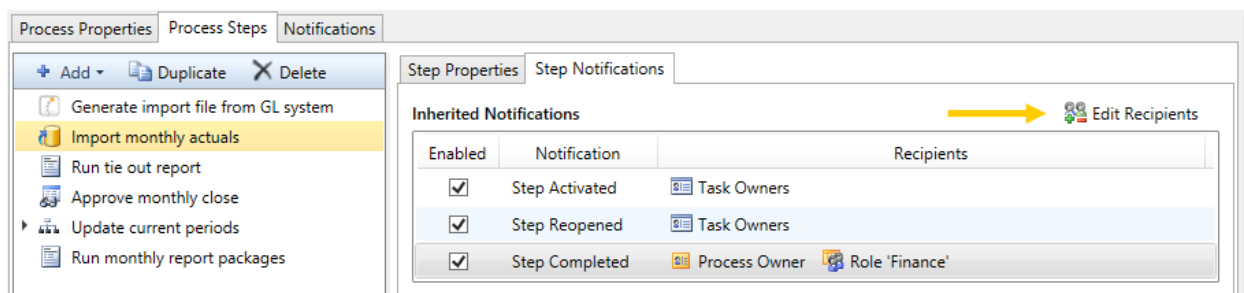 Process Properties Process Steps Notifications
Add Duplicate Delete
Generate import file from GL system
Import monthly actuals
Run tie out report
Approve monthly close
Update current periods
Run monthly report packages
Step Properties Step Notifications
Inherited Notifications Edit Recipients
Enabled Notification Recipients
Step Activated Task Owners
Step Reopened Task Owners
Step Completed Process Owner Role 'Finance'